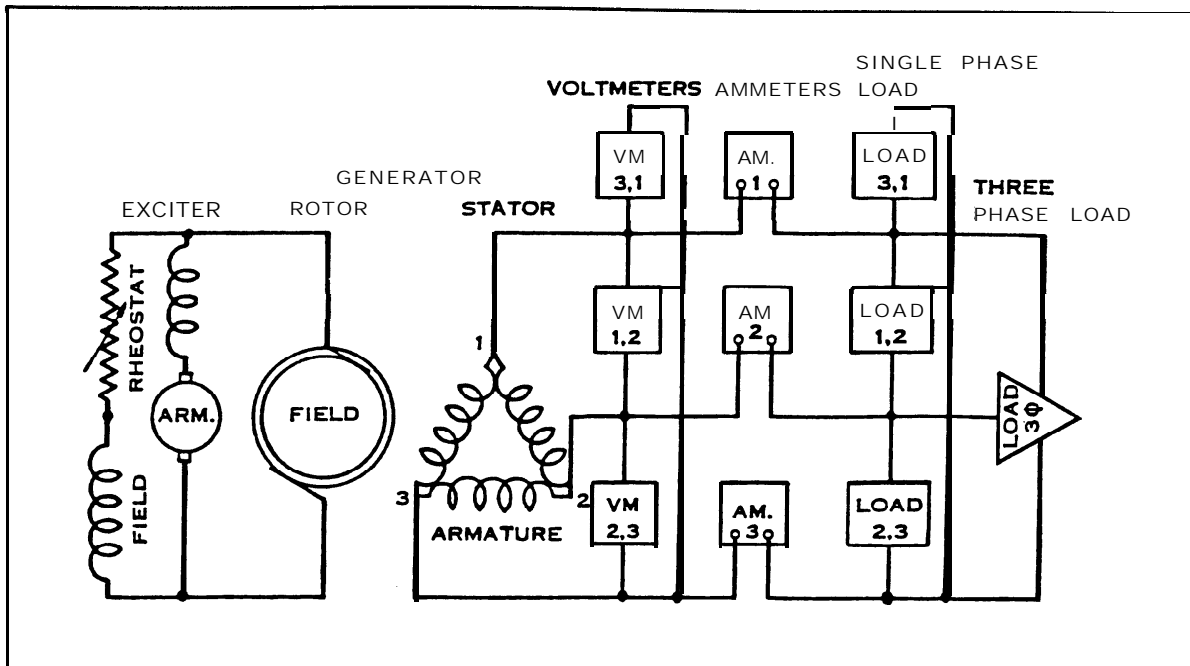 SINGLE PHASE
VOLTMETERS AMMETERS LOAD
VM
3,1
AM.
1
LOAD
3,1
GENERATOR
EXCITER
ROTOR
STATOR
THREE
PHASE LOAD
RHEOSTAT
VM
1,2
AM
2
LOAD
1,2
1
ARM.
FIELD
LOAD
3φ
FIELD
3
2
ARMATURE
VM
2,3
AM.
3
LOAD
2,3